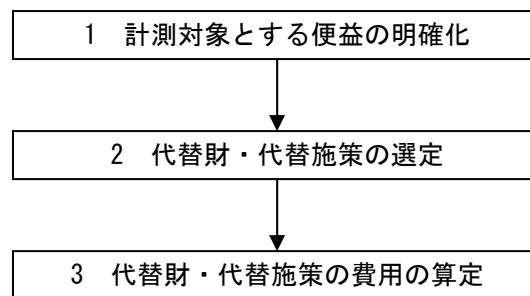 1 計測対象とする便益の明確化
2 代替財・代替施策の選定
3 代替財・代替施策の費用の算定